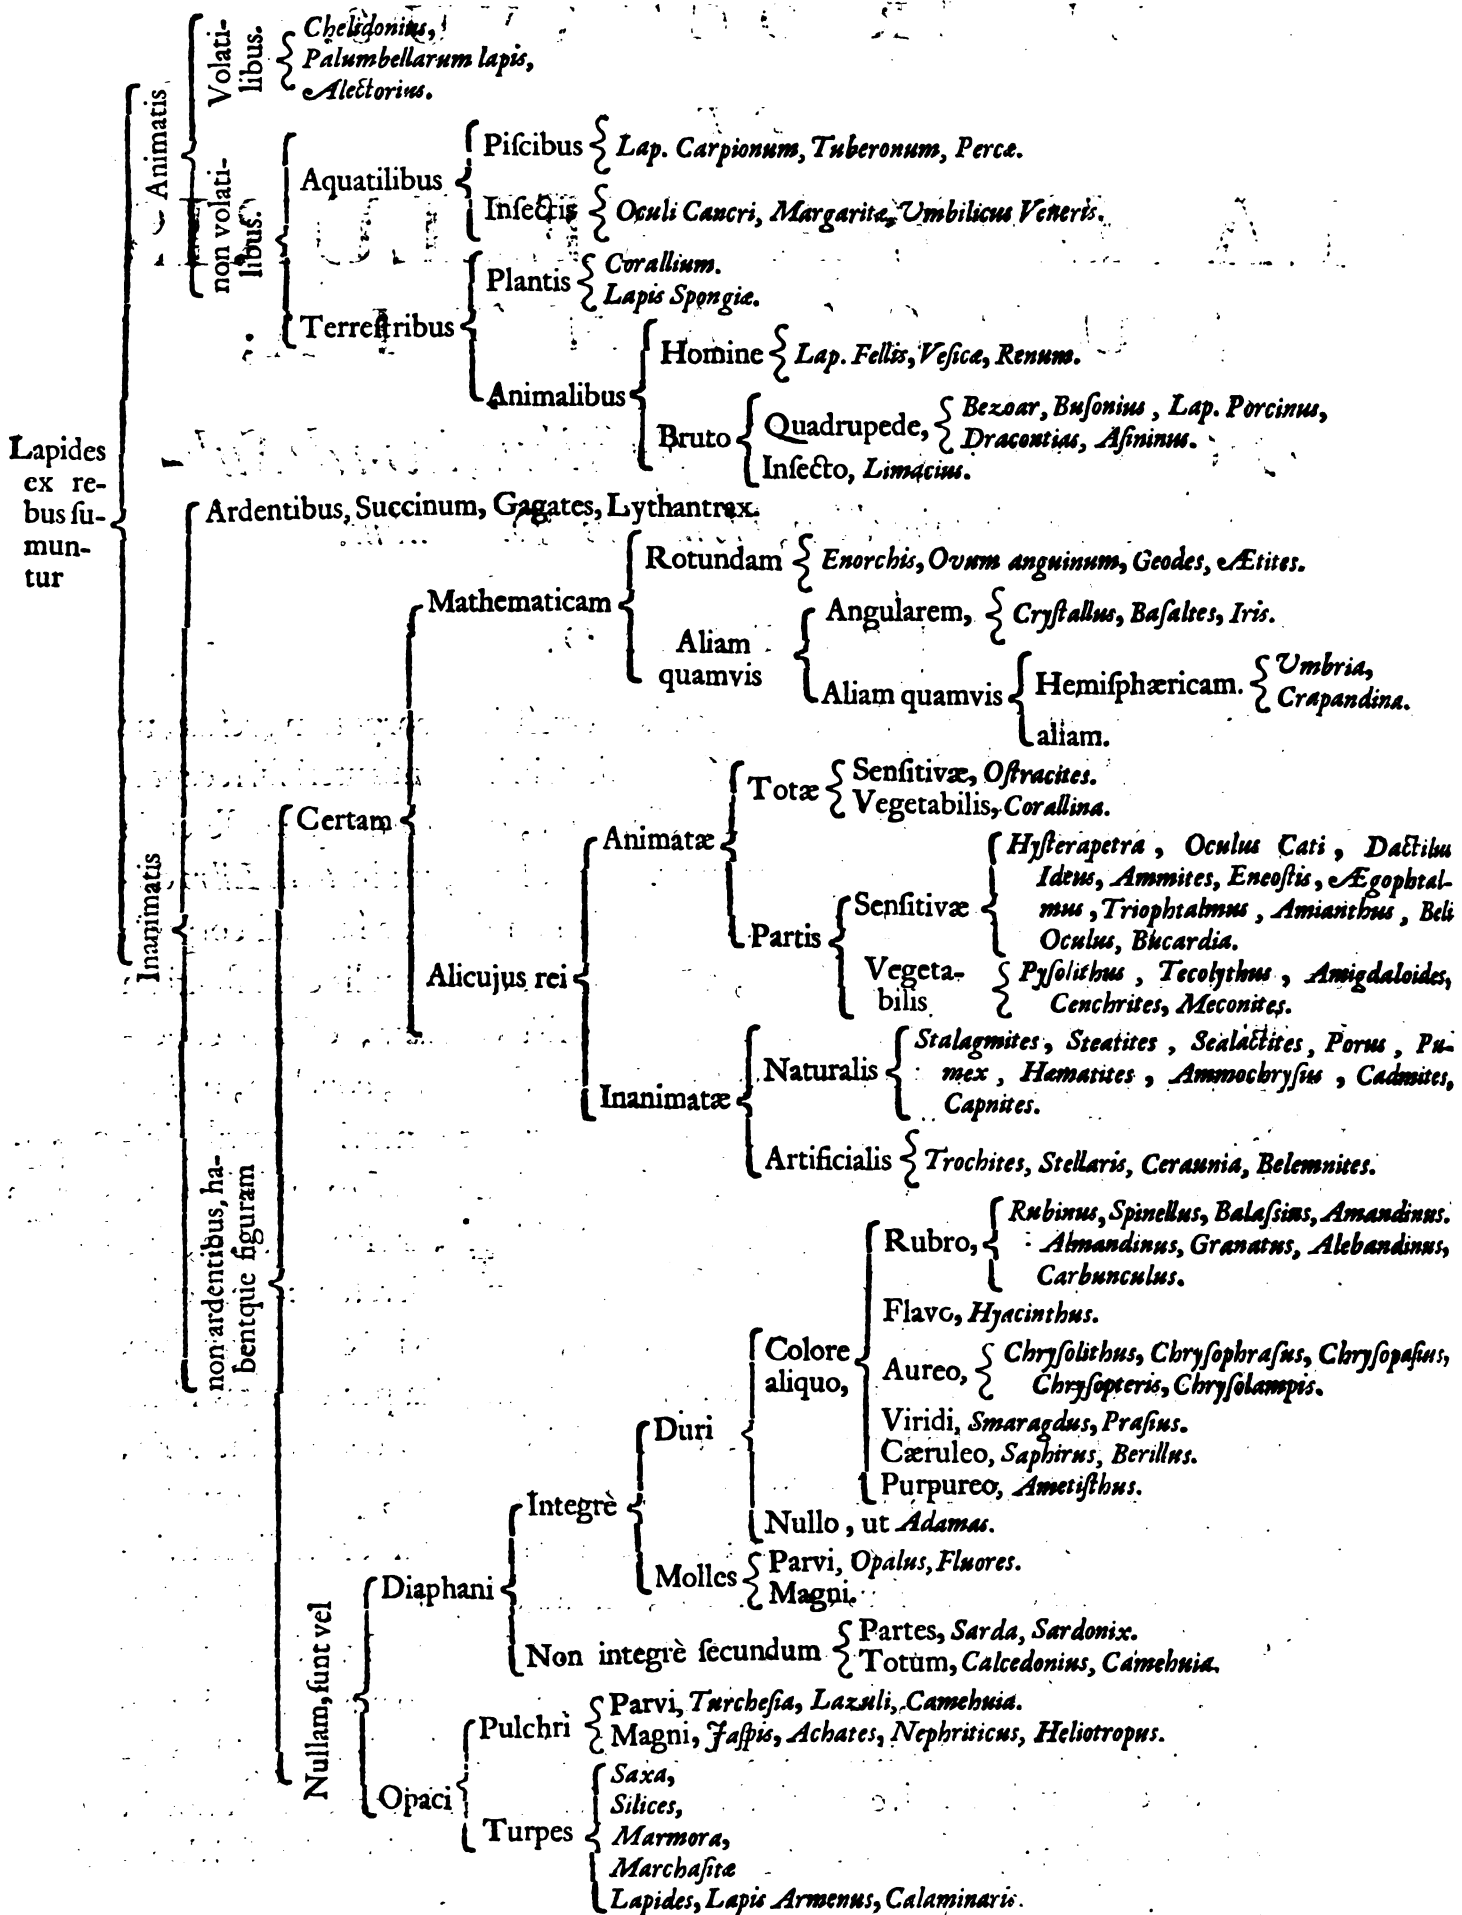 Lapides
ex re-
bus ſu-
mun-
tur
Animatis
Volati-
libus.
Chelidonius,
Palumbellarum lapis,
Alectorius.
non volati-
libus.
Aquatilibus
Piſcibus
Lap. Carpionum, Tuberonum, Percæ.
Inſectis
Oculi Cancri, Margaritæ, Umbilicus Veneris.
Terreſtribus
Plantis
Corallium.
Lapis Spongiæ.
Animalibus
Homine
Lap. Fellis, Veſicæ, Renum.
Bruto
Quadrupede,
Bezoar, Bufonius, Lap. Porcinus,
Dracontias, Aſininus.
Inſecto, Limacius.
Inanimatis
Ardentibus, Succinum, Gagates, Lythantrax.
non ardentibus, ha-
bentque figuram
Certam
Mathematicam
Rotundam
Enorchis, Ovum anguinum, Geodes, Ætites.
Aliam
quamvis
Angularem,
Cryſtallus, Baſaltes, Iris.
Aliam quamvis
Hemiſphæricam.
Umbria,
Crapandina.
aliam.
Alicujus rei
Animatæ
Totæ
Senſitivæ, Oſtracites.
Vegetabilis, Corallina.
Partis
Senſitivæ
Hyſterapetra, Oculus Cati, Dactilus
Ideus, Ammites, Eneoſtis, Ægophtal-
mus, Triophtalmus, Amianthus, Beli
Oculus, Bucardia.
Vegeta-
bilis
Pyſolithus, Tecolythus, Amigdaloides,
Cenchrites, Meconites.
Inanimatæ
Naturalis
Stalagmites, Steatites, Sealactites, Porus, Pu-
mex, Hæmatites, Ammochryſius, Cadmites,
Capnites.
Artificialis
Trochites, Stellaris, Ceraunia, Belemnites.
Nullam, ſunt vel
Diaphani
Integrè
Duri
Colore
aliquo,
Rubro,
Rubinus, Spinellus, Balaſsius, Amandinus.
Almandinus, Granatus, Alebandinus,
Carbunculus.
Flavo, Hyacinthus.
Aureo,
Chryſolithus, Chryſophraſus, Chryſopaſius,
Chryſopteris, Chryſolampis.
Viridi, Smaragdus, Praſius.
Cæruleo, Saphirus, Berillus.
Purpureo, Ametiſthus.
Nullo, ut Adamas.
Molles
Parvi, Opalus, Fluores.
Magni.
Non integrè ſecundum
Partes, Sarda, Sardonix.
Totum, Calcedonius, Camehuia.
Opaci
Pulchri
Parvi, Turcheſia, Lazuli, Camehuia.
Magni, Jaſpis, Achates, Nephriticus, Heliotropus.
Turpes
Saxa,
Silices,
Marmora,
Marchaſitæ
Lapides, Lapis Armenus, Calaminaris.